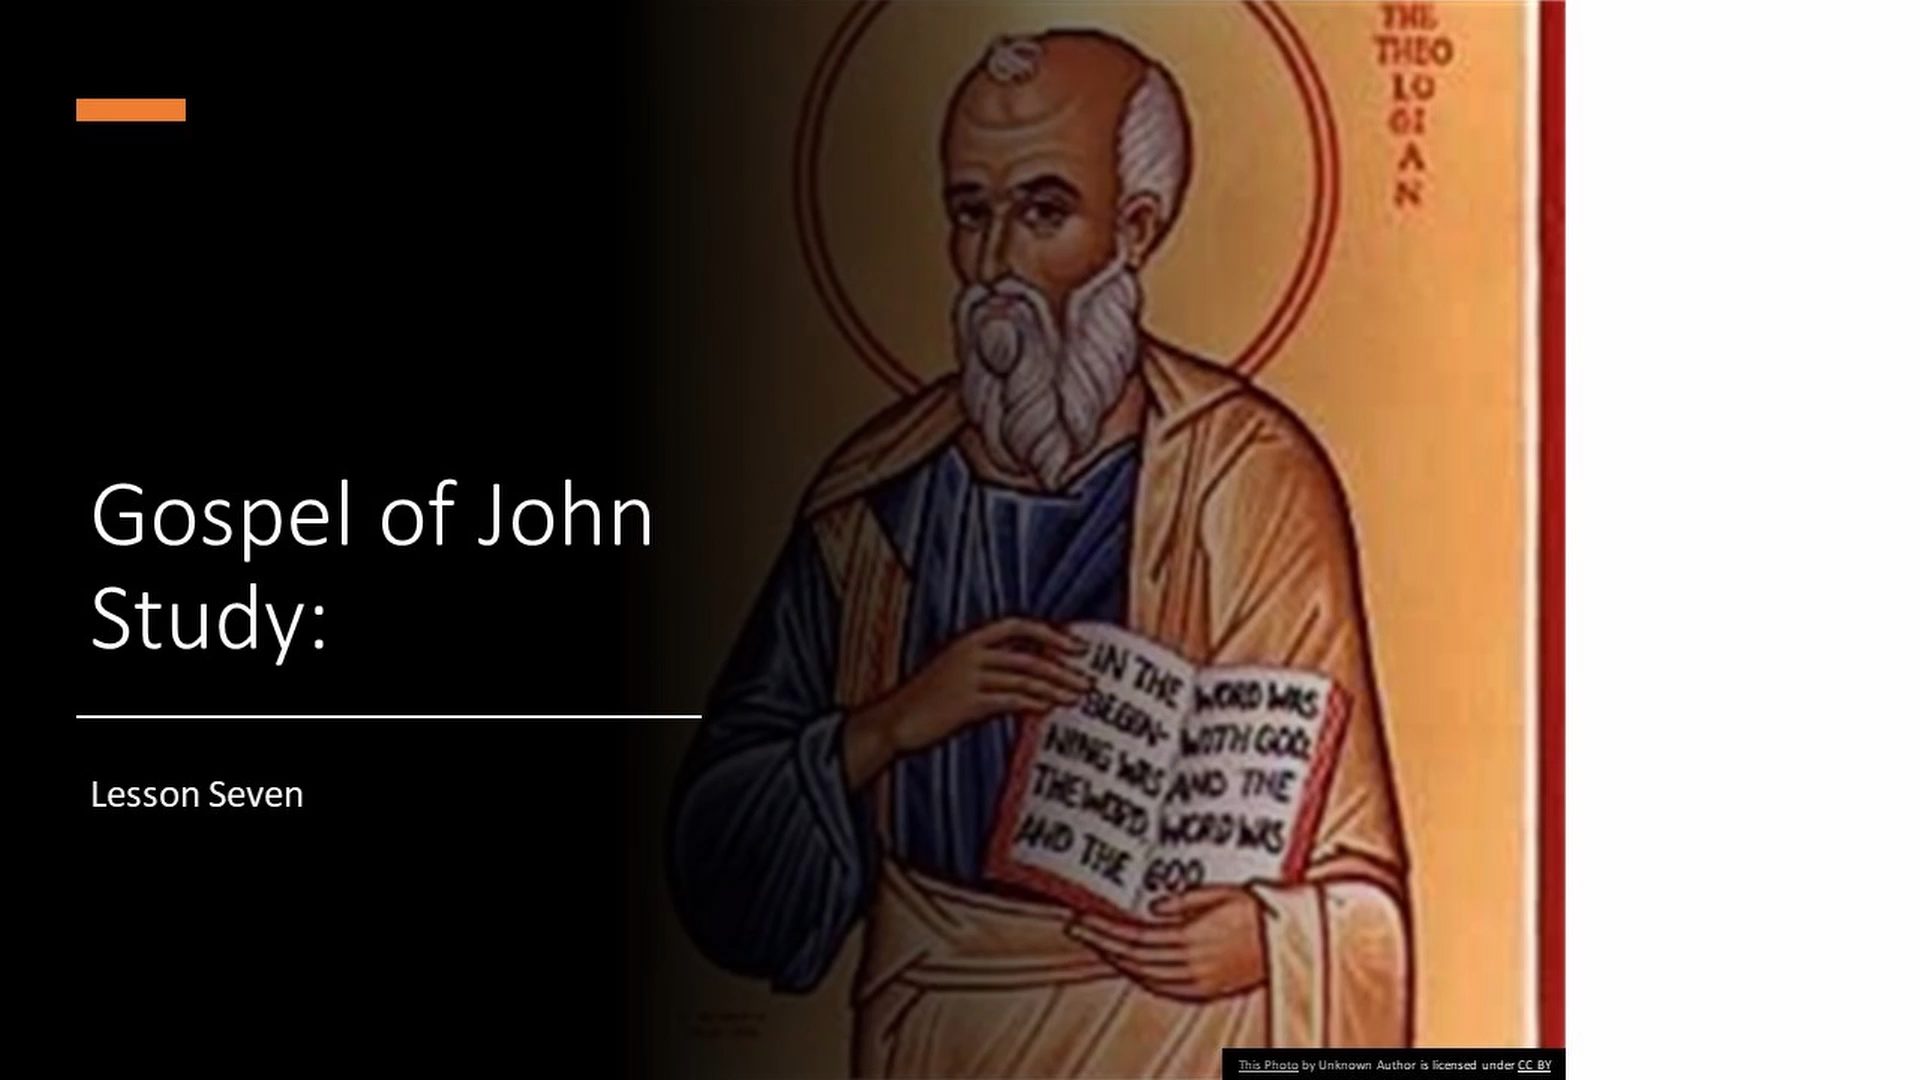 Gospel of John
Study:
Lesson Seven
THE
THEO
LO
GI
A
N
IN THE
BEGIN-
NING WAS
THE WORD,
AND THE
WORD WAS
WITH GOD:
AND THE
WORD WAS
GOD
This Photo by Unknown Author is licensed under CC BY